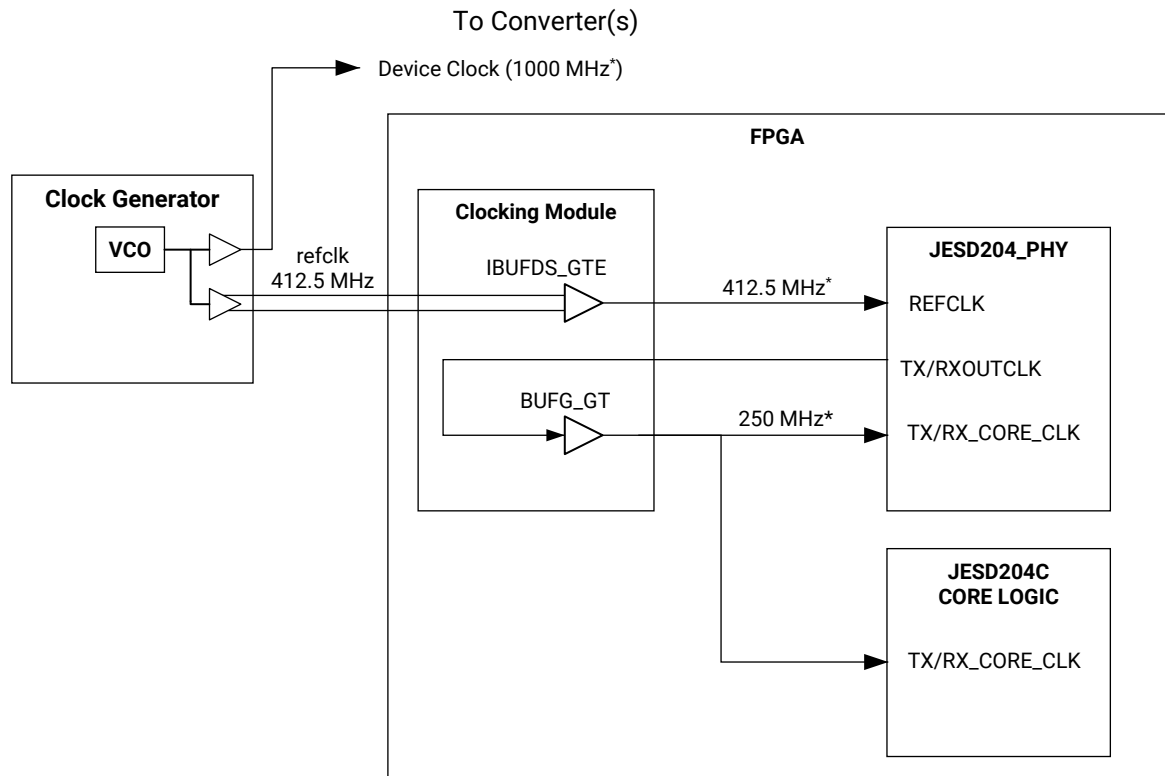 To Converter(s)
Device Clock (1000 MHz*)
FPGA
Clock Generator
VCO
refclk
412.5 MHz
Clocking Module
IBUFDS_GTE
412.5 MHz*
BUFG_GT
250 MHz*
JESD204_PHY
REFCLK
TX/RXOUTCLK
TX/RX_CORE_CLK
JESD204C
CORE LOGIC
TX/RX_CORE_CLK